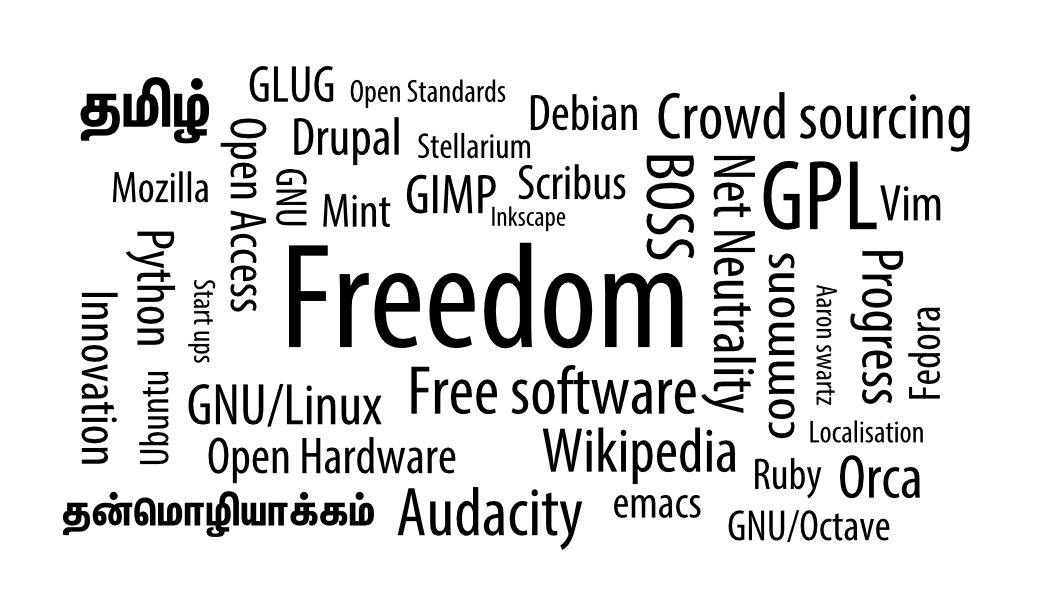 தமிழ்
GLUG
Open Standards
Debian
Crowd sourcing
Open Access
Drupal
Stellarium
Mozilla
GNU
Mint
GIMP
Scribus
Inkscape
BOSS
Net Neutrality
GPL
Vim
Python
Innovation
Start ups
Freedom
commons
Aaron swartz
Progress
Fedora
Ubuntu
GNU/Linux
Free software
Localisation
Open Hardware
Wikipedia
Ruby
Orca
தன்மொழியாக்கம்
Audacity
emacs
GNU/Octave